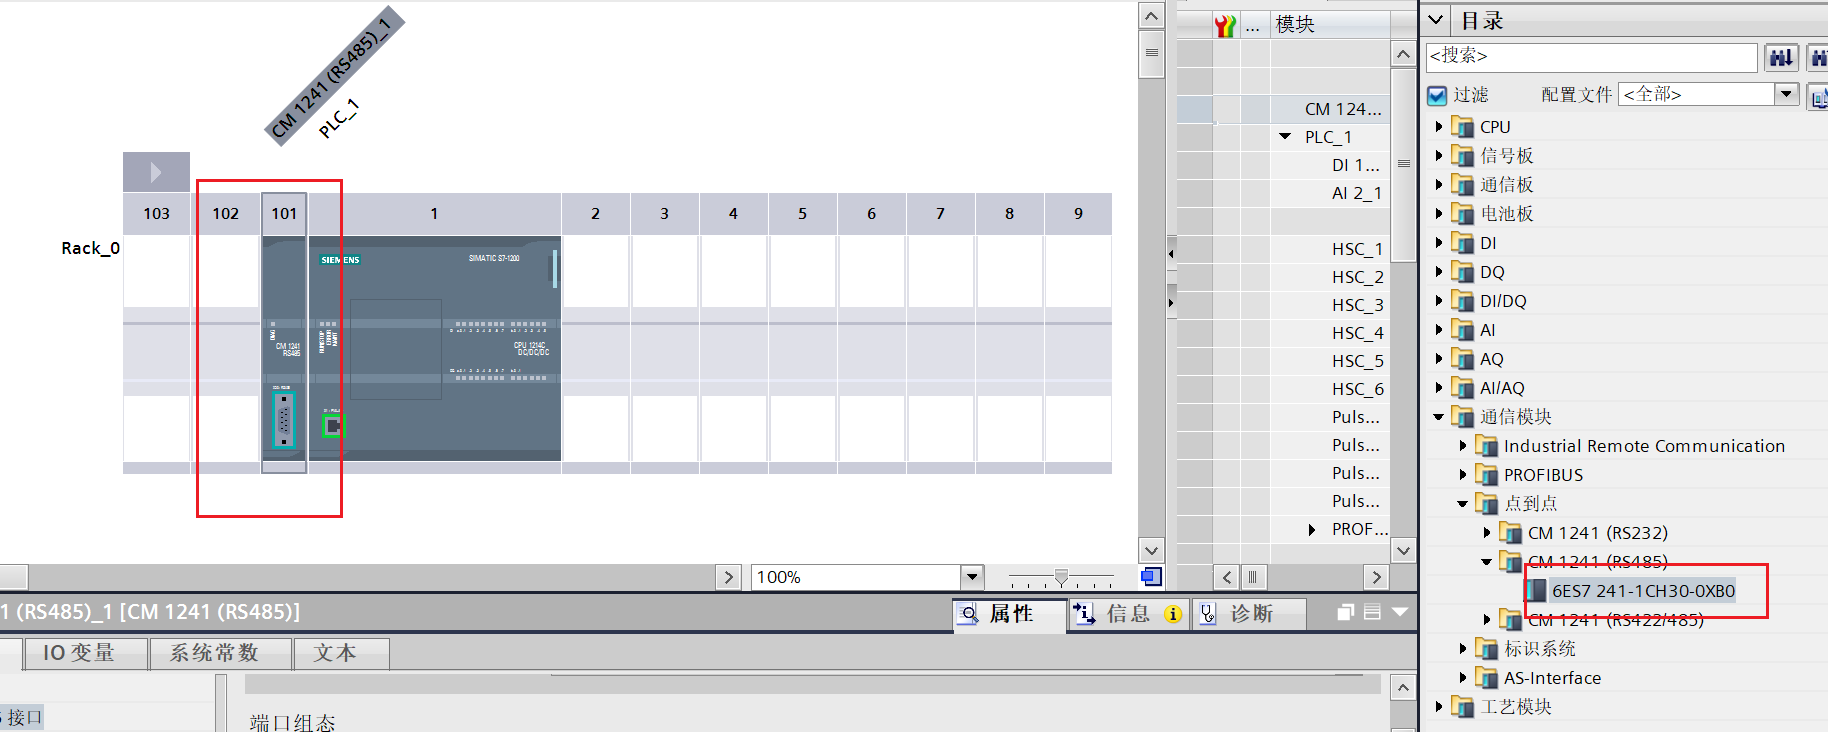 CM 1241 (RS485)_1
PLC_1
103
102
101
1
2
3
4
5
6
7
8
9
Rack_0
SIEMENS
SIMATIC S7-1200
CM 1241
RS485
CPU 1214C
DC/DC/DC
100%
... 模块
CM 124...
PLC_1
DI 1...
AI 2_1
HSC_1
HSC_2
HSC_3
HSC_4
HSC_5
HSC_6
Puls...
Puls...
Puls...
Puls...
PROF...
目录
<搜索>
过滤 配置文件 <全部>
CPU
信号板
通信板
电池板
DI
DQ
DI/DQ
AI
AQ
AI/AQ
通信模块
Industrial Remote Communication
PROFIBUS
点到点
CM 1241 (RS232)
CM 1241 (RS485)
6ES7 241-1CH30-0XB0
CM 1241 (RS422/485)
标识系统
AS-Interface
工艺模块
1 (RS485)_1 [CM 1241 (RS485)]
属性 信息 诊断
IO 变量 系统常数 文本
接口
端口组态